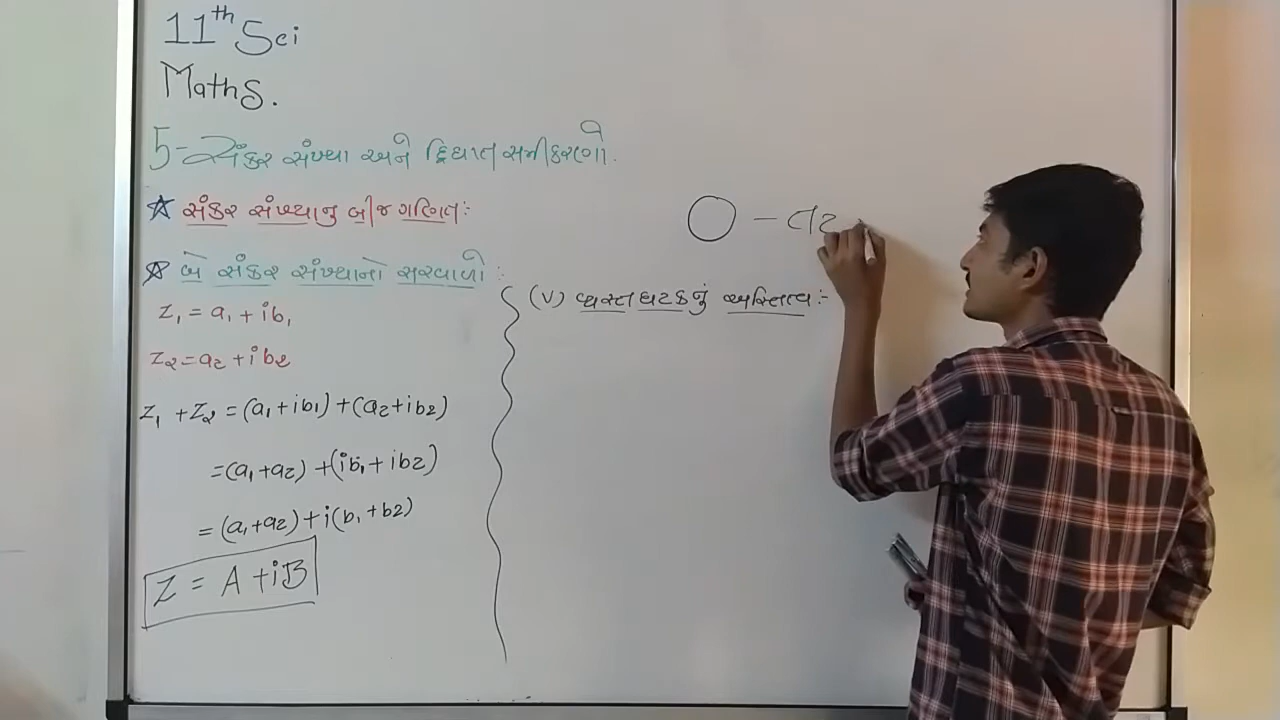 11th Sci
Maths.
5-સંકર સંખ્યા અને દ્વિઘાત સમીકરણો.
☆ સંકર સંખ્યાનુ બીજ ગણિત:
☆ બે સંકર સંખ્યાનો સરવાળો :
z₁ = a₁ + ib₁
z₂ = a₂ + ib₂
z₁ + z₂ = (a₁ + ib₁) + (a₂ + ib₂)
= (a₁ + a₂) + (ib₁ + ib₂)
= (a₁ + a₂) + i(b₁ + b₂)
Z = A + iB
O - તટ
(v) વ્યસ્ત ઘટકનું અસ્તિત્વ :-